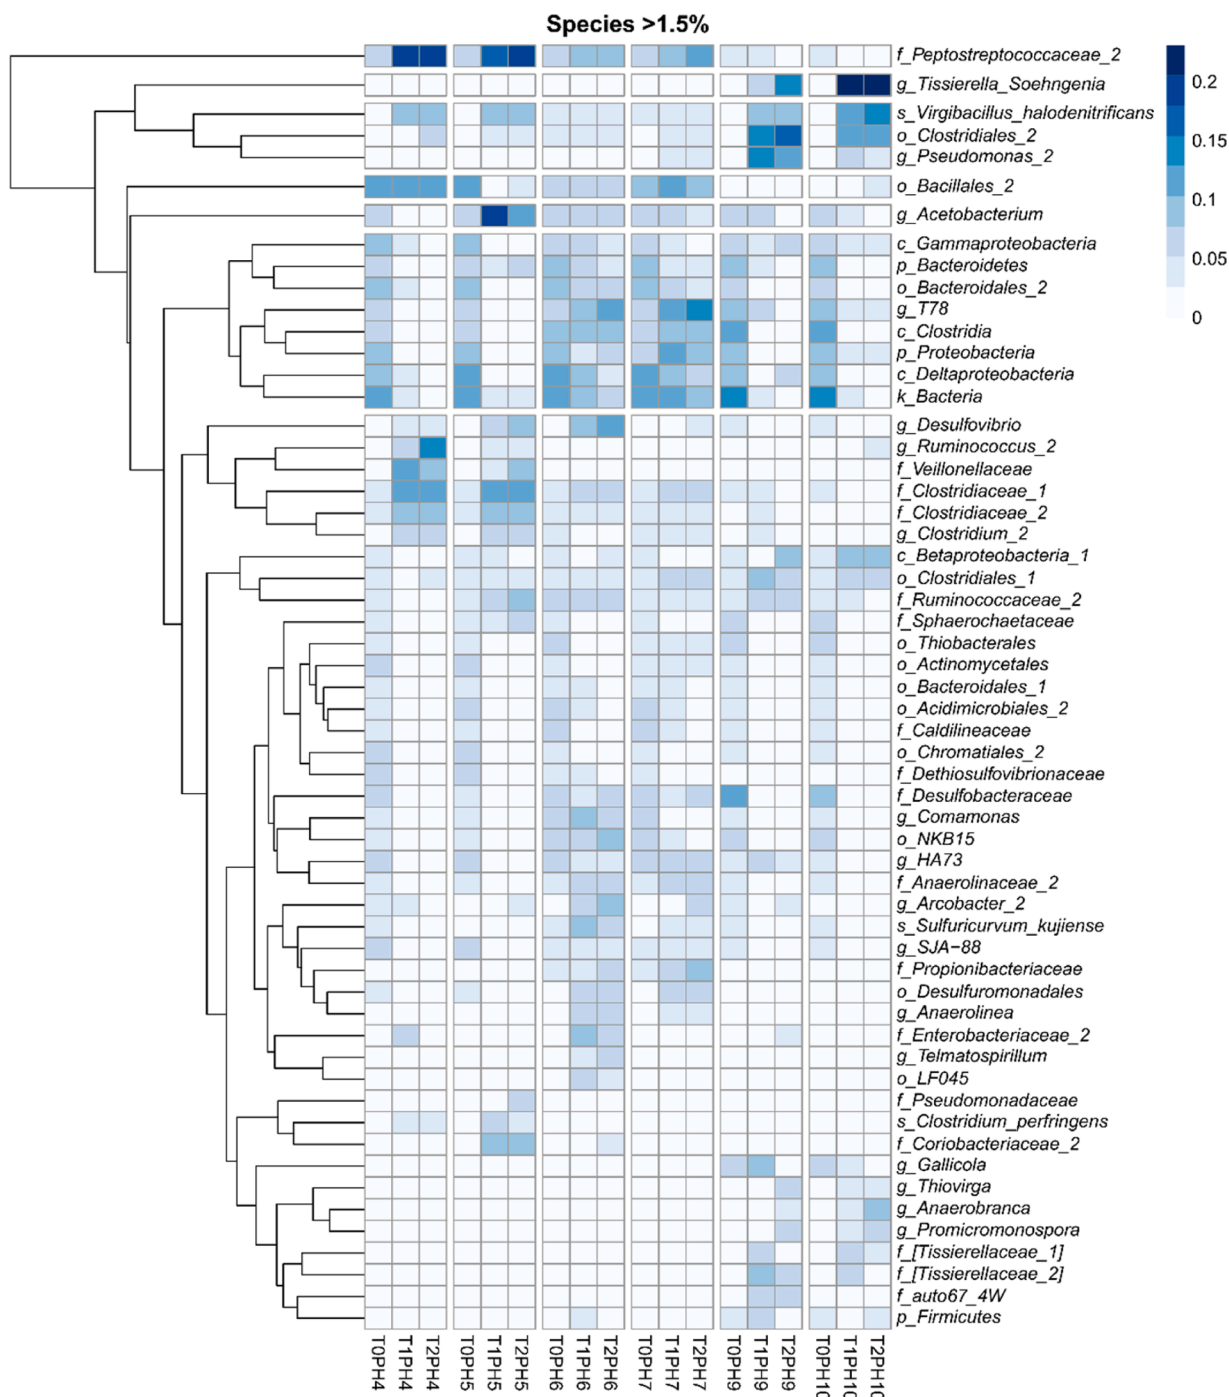 Species >1.5%
f_Peptostreptococcaceae_2
g_Tissierella_Soehngenia
s_Virgibacillus_halodenitrificans
o_Clostridiales_2
g_Pseudomonas_2
o_Bacillales_2
g_Acetobacterium
c_Gammaproteobacteria
p_Bacteroidetes
o_Bacteroidales_2
g_T78
c_Clostridia
p_Proteobacteria
c_Deltaproteobacteria
k_Bacteria
g_Desulfovibrio
g_Ruminococcus_2
f_Veillonellaceae
f_Clostridiaceae_1
f_Clostridiaceae_2
g_Clostridium_2
c_Betaproteobacteria_1
o_Clostridiales_1
f_Ruminococcaceae_2
f_Sphaerochaetaceae
o_Thiobacterales
o_Actinomycetales
o_Bacteroidales_1
o_Acidimicrobiales_2
f_Caldilineaceae
o_Chromatiales_2
f_Dethiosulfovibrionaceae
f_Desulfobacteraceae
g_Comamonas
o_NKB15
g_HA73
f_Anaerolinaceae_2
g_Arcobacter_2
s_Sulfuricurvum_kujiense
g_SJA−88
f_Propionibacteriaceae
o_Desulfuromonadales
g_Anaerolinea
f_Enterobacteriaceae_2
g_Telmatospirillum
o_LF045
f_Pseudomonadaceae
s_Clostridium_perfringens
f_Coriobacteriaceae_2
g_Gallicola
g_Thiovirga
g_Anaerobranca
g_Promicromonospora
f_[Tissierellaceae_1]
f_[Tissierellaceae_2]
f_auto67_4W
p_Firmicutes
0.2
0.15
0.1
0.05
0
T0PH4
T1PH4
T2PH4
T0PH5
T1PH5
T2PH5
T0PH6
T1PH6
T2PH6
T0PH7
T1PH7
T2PH7
T0PH9
T1PH9
T2PH9
T0PH10
T1PH10
T2PH10